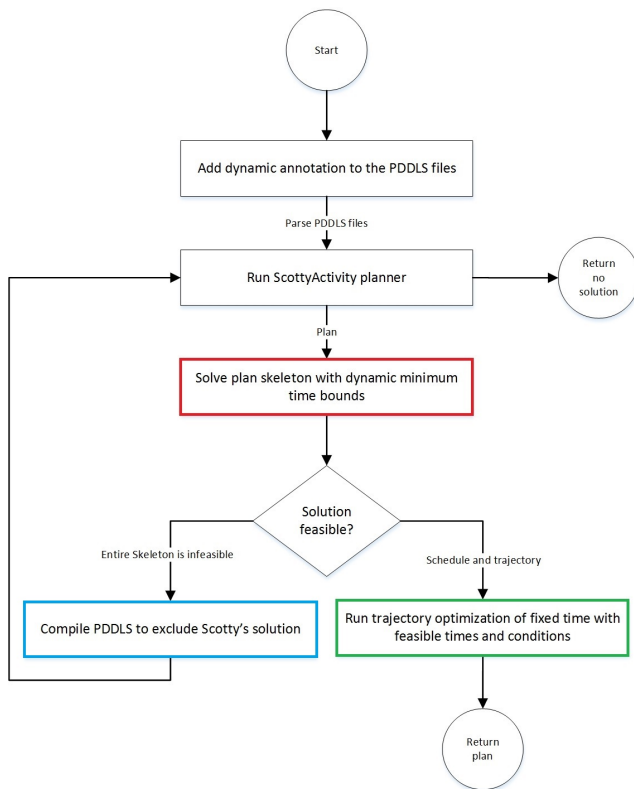 Start
Add dynamic annotation to the PDDLS files
Parse PDDLS files
Run ScottyActivity planner
Return
no
solution
Plan
Solve plan skeleton with dynamic minimum
time bounds
Solution
feasible?
Entire Skeleton is infeasible
Schedule and trajectory
Compile PDDLS to exclude Scotty's solution
Run trajectory optimization of fixed time with
feasible times and conditions
Return
plan